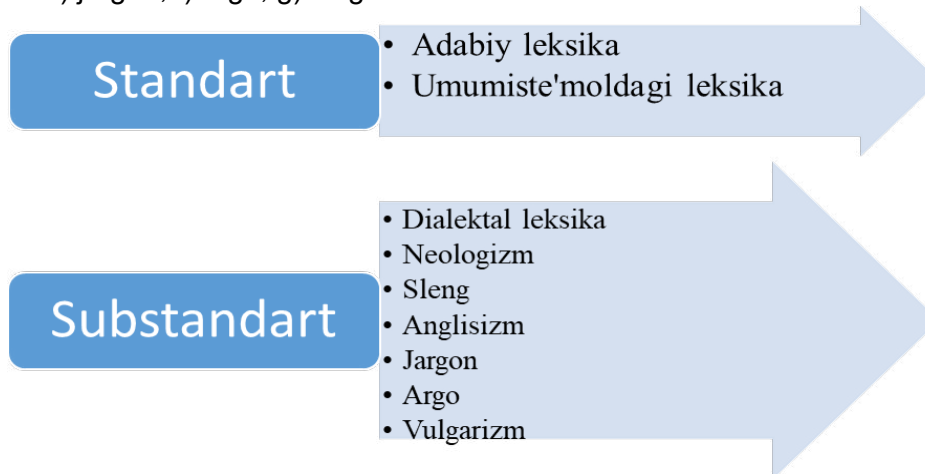 Standart
• Adabiy leksika
• Umumiste'moldagi leksika
Substandart
• Dialektal leksika
• Neologizm
• Sleng
• Anglisizm
• Jargon
• Argo
• Vulgarizm